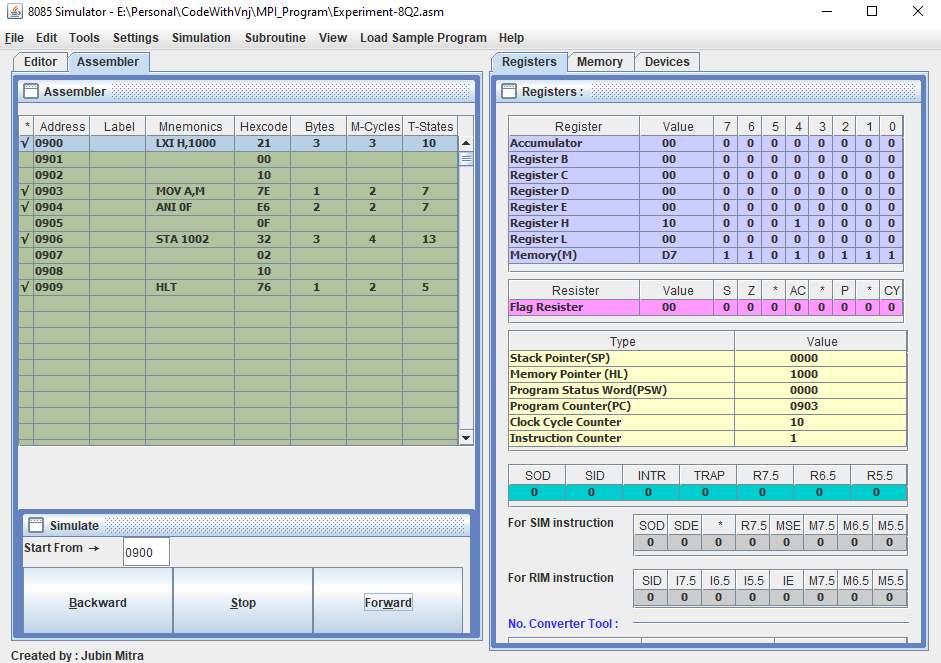 8085 Simulator - E:\Personal\CodeWithVnj\MPI_Program\Experiment-8Q2.asm
File Edit Tools Settings Simulation Subroutine View Load Sample Program Help
Editor Assembler
Assembler
* Address Label Mnemonics Hexcode Bytes M-Cycles T-States
√ 0900 LXI H,1000 21 3 3 10
0901 00
0902 10
√ 0903 MOV A,M 7E 1 2 7
√ 0904 ANI 0F E6 2 2 7
0905 0F
√ 0906 STA 1002 32 3 4 13
0907 02
0908 10
√ 0909 HLT 76 1 2 5
Simulate
Start From → 0900
Backward Stop Forward
Created by : Jubin Mitra
Registers Memory Devices
Registers :
Register Value 7 6 5 4 3 2 1 0
Accumulator 00 0 0 0 0 0 0 0 0
Register B 00 0 0 0 0 0 0 0 0
Register C 00 0 0 0 0 0 0 0 0
Register D 00 0 0 0 0 0 0 0 0
Register E 00 0 0 0 0 0 0 0 0
Register H 10 0 0 0 1 0 0 0 0
Register L 00 0 0 0 0 0 0 0 0
Memory(M) D7 1 1 0 1 0 1 1 1
Resister Value S Z * AC * P * CY
Flag Resister 00 0 0 0 0 0 0 0 0
Type Value
Stack Pointer(SP) 0000
Memory Pointer (HL) 1000
Program Status Word(PSW) 0000
Program Counter(PC) 0903
Clock Cycle Counter 10
Instruction Counter 1
SOD SID INTR TRAP R7.5 R6.5 R5.5
0 0 0 0 0 0 0
For SIM instruction SOD SDE * R7.5 MSE M7.5 M6.5 M5.5
0 0 0 0 0 0 0 0
For RIM instruction SID I7.5 I6.5 I5.5 IE M7.5 M6.5 M5.5
0 0 0 0 0 0 0 0
No. Converter Tool :